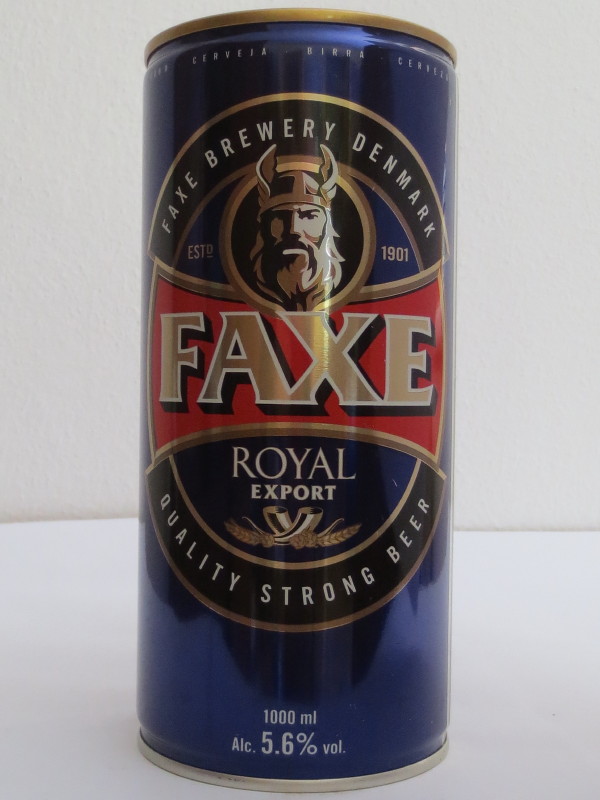 CERVEJA BIRRA CERVEJA
FAXE BREWERY DENMARK
ESTD 1901
FAXE
ROYAL
EXPORT
QUALITY STRONG BEER
1000 ml
Alc. 5.6% vol.